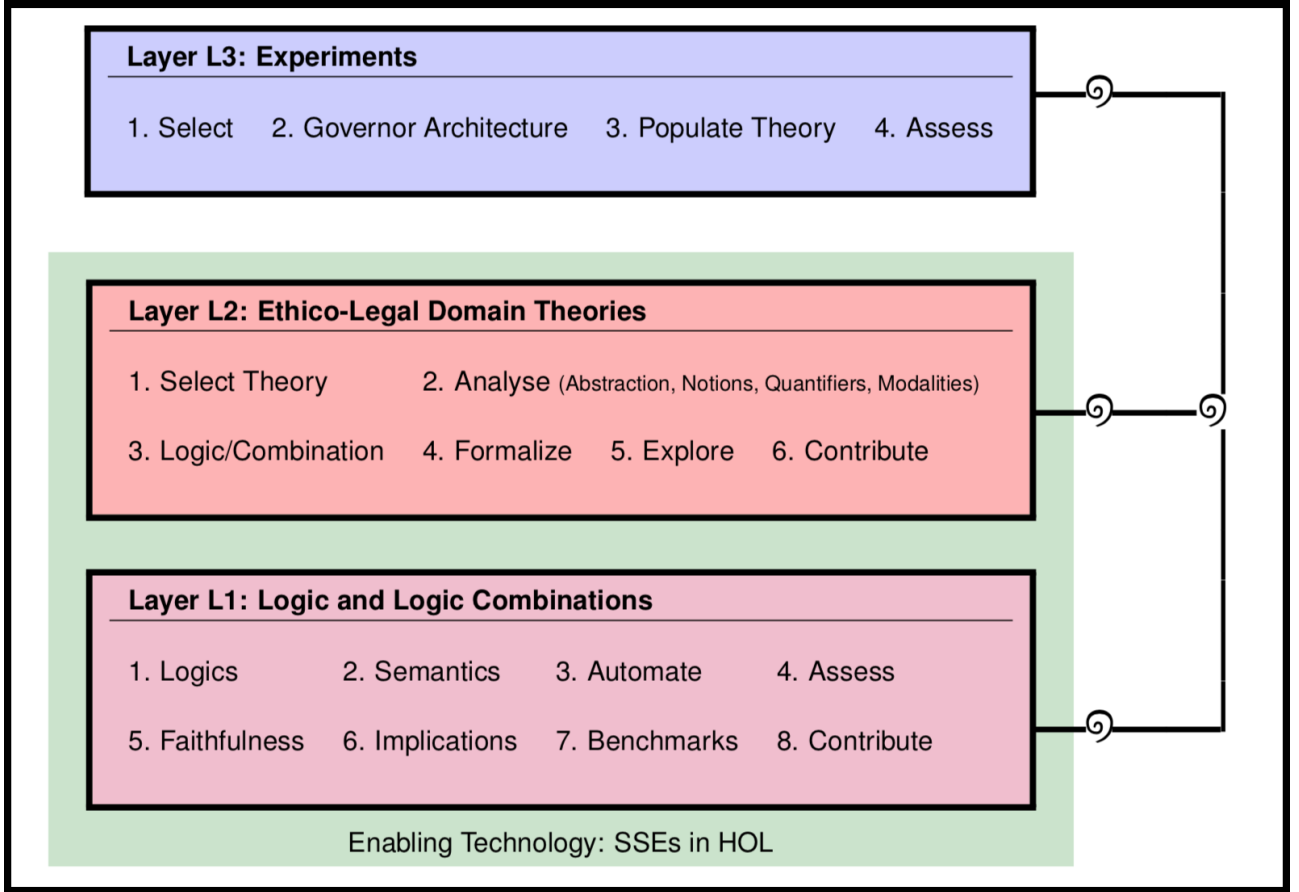 Layer L3: Experiments
1. Select 2. Governor Architecture 3. Populate Theory 4. Assess
Layer L2: Ethico-Legal Domain Theories
1. Select Theory 2. Analyse (Abstraction, Notions, Quantifiers, Modalities)
3. Logic/Combination 4. Formalize 5. Explore 6. Contribute
Layer L1: Logic and Logic Combinations
1. Logics 2. Semantics 3. Automate 4. Assess
5. Faithfulness 6. Implications 7. Benchmarks 8. Contribute
Enabling Technology: SSEs in HOL